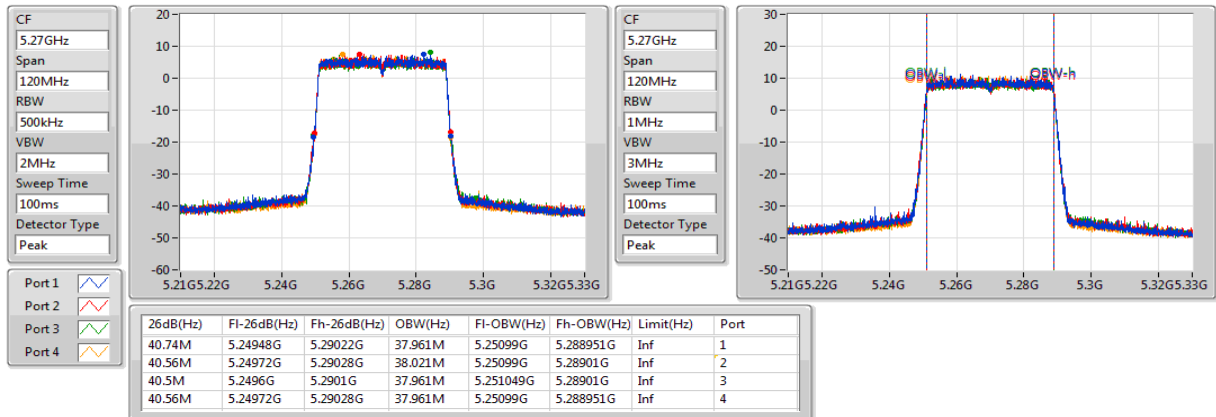 CF
5.27GHz
Span
120MHz
RBW
500kHz
VBW
2MHz
Sweep Time
100ms
Detector Type
Peak
20
10
0
-10
-20
-30
-40
-50
-60
5.21G 5.22G 5.24G 5.26G 5.28G 5.3G 5.32G 5.33G
CF
5.27GHz
Span
120MHz
RBW
1MHz
VBW
3MHz
Sweep Time
100ms
Detector Type
Peak
30
20
10
0
-10
-20
-30
-40
-50
OBW-l OBW-h
5.21G 5.22G 5.24G 5.26G 5.28G 5.3G 5.32G 5.33G
Port 1
Port 2
Port 3
Port 4
26dB(Hz) Fl-26dB(Hz) Fh-26dB(Hz) OBW(Hz) Fl-OBW(Hz) Fh-OBW(Hz) Limit(Hz) Port
40.74M 5.24948G 5.29022G 37.961M 5.25099G 5.288951G Inf 1
40.56M 5.24972G 5.29028G 38.021M 5.25099G 5.28901G Inf 2
40.5M 5.2496G 5.2901G 37.961M 5.251049G 5.28901G Inf 3
40.56M 5.24972G 5.29028G 37.961M 5.25099G 5.288951G Inf 4